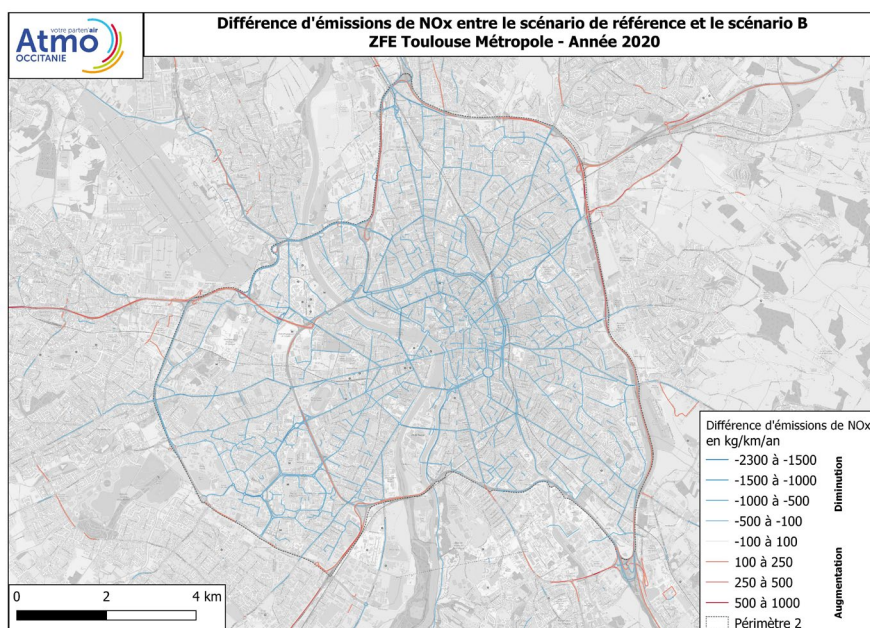 votre parten'air
Atmo
OCCITANIE
Différence d'émissions de NOx entre le scénario de référence et le scénario B
ZFE Toulouse Métropole - Année 2020
Différence d'émissions de NOx
en kg/km/an
-2300 à -1500
-1500 à -1000
-1000 à -500
-500 à -100
Diminution
-100 à 100
100 à 250
250 à 500
500 à 1000
Augmentation
Périmètre 2
0 2 4 km